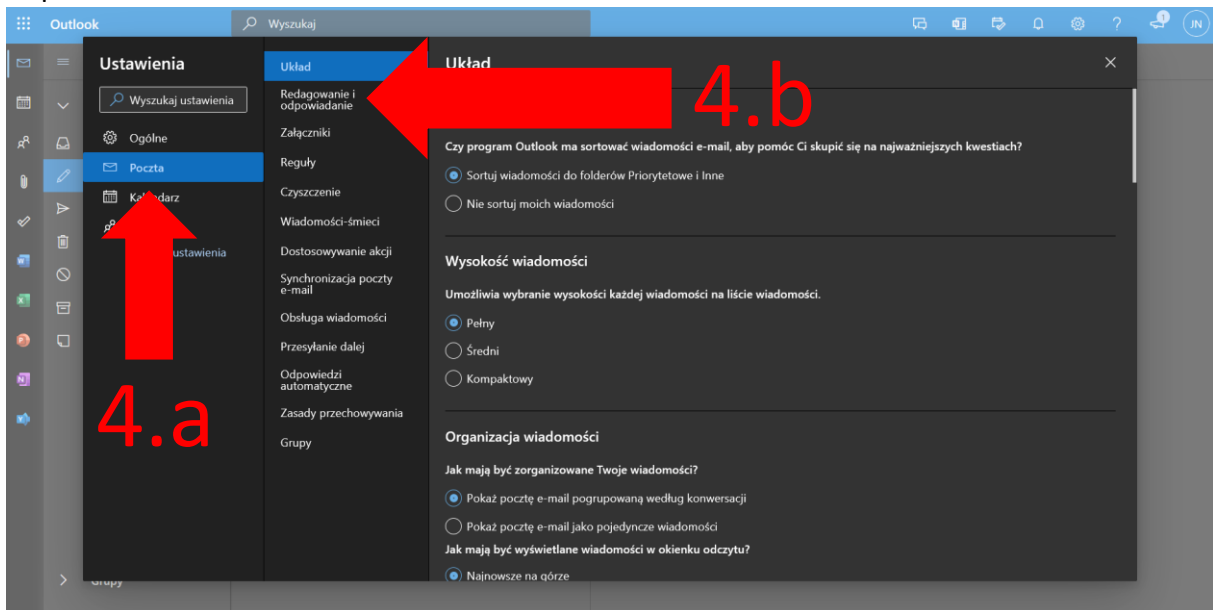 Outlook
Wyszukaj
1
JN
Ustawienia
Wyszukaj ustawienia
Ogólne
Poczta
ustawienia
Układ
Redagowanie i
odpowiadanie
Załączniki
Reguły
Czyszczenie
Wiadomości-śmieci
Dostosowywanie akcji
Synchronizacja poczty
e-mail
Obsługa wiadomości
Przesyłanie dalej
Odpowiedzi
automatyczne
Zasady przechowywania
Grupy
Układ
Czy program Outlook ma sortować wiadomości e-mail, aby pomóc Ci skupić się na najważniejszych kwestiach?
Sortuj wiadomości do folderów Priorytetowe i Inne
Nie sortuj moich wiadomości
Wysokość wiadomości
Umożliwia wybranie wysokości każdej wiadomości na liście wiadomości.
Pełny
Średni
Kompaktowy
Organizacja wiadomości
Jak mają być zorganizowane Twoje wiadomości?
Pokaż pocztę e-mail pogrupowaną według konwersacji
Pokaż pocztę e-mail jako pojedyncze wiadomości
Jak mają być wyświetlane wiadomości w okienku odczytu?
Najnowsze na górze
4.a
4.b